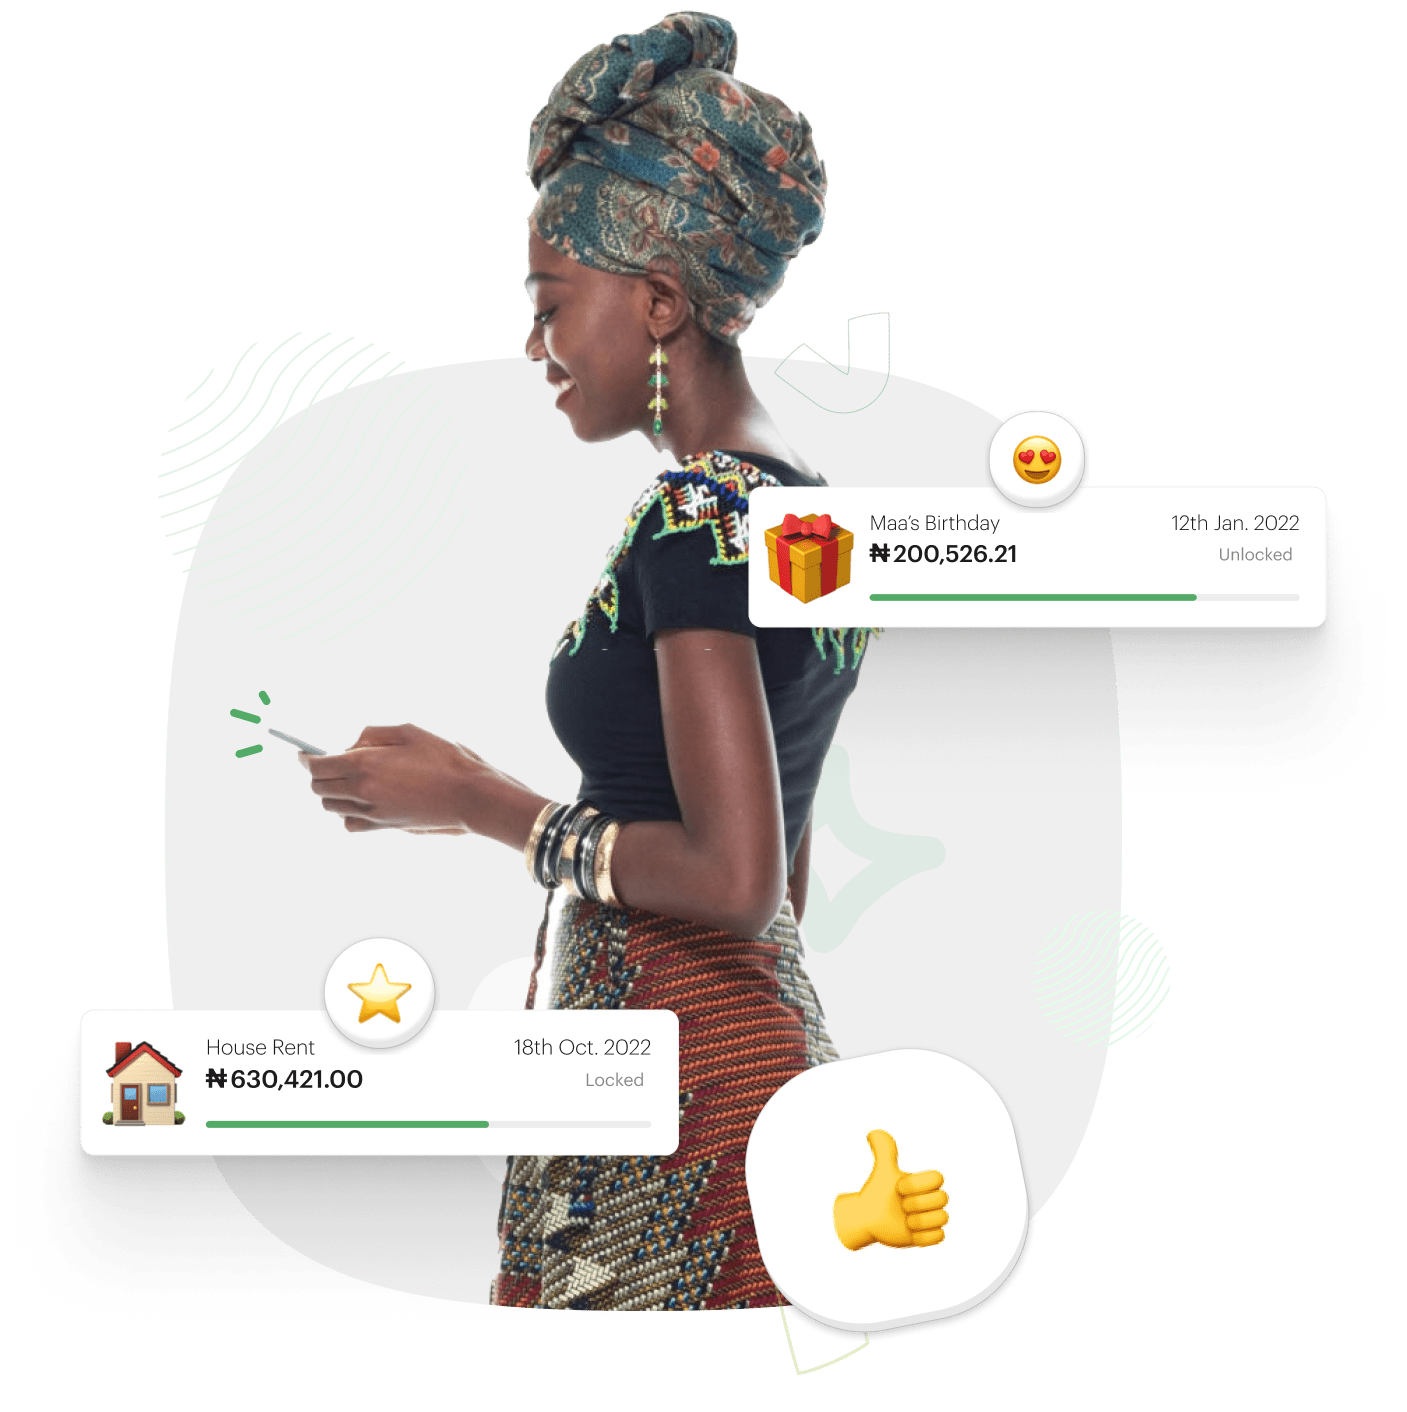 Maa's Birthday
12th Jan. 2022
₦200,526.21
Unlocked
House Rent
18th Oct. 2022
₦630,421.00
Locked